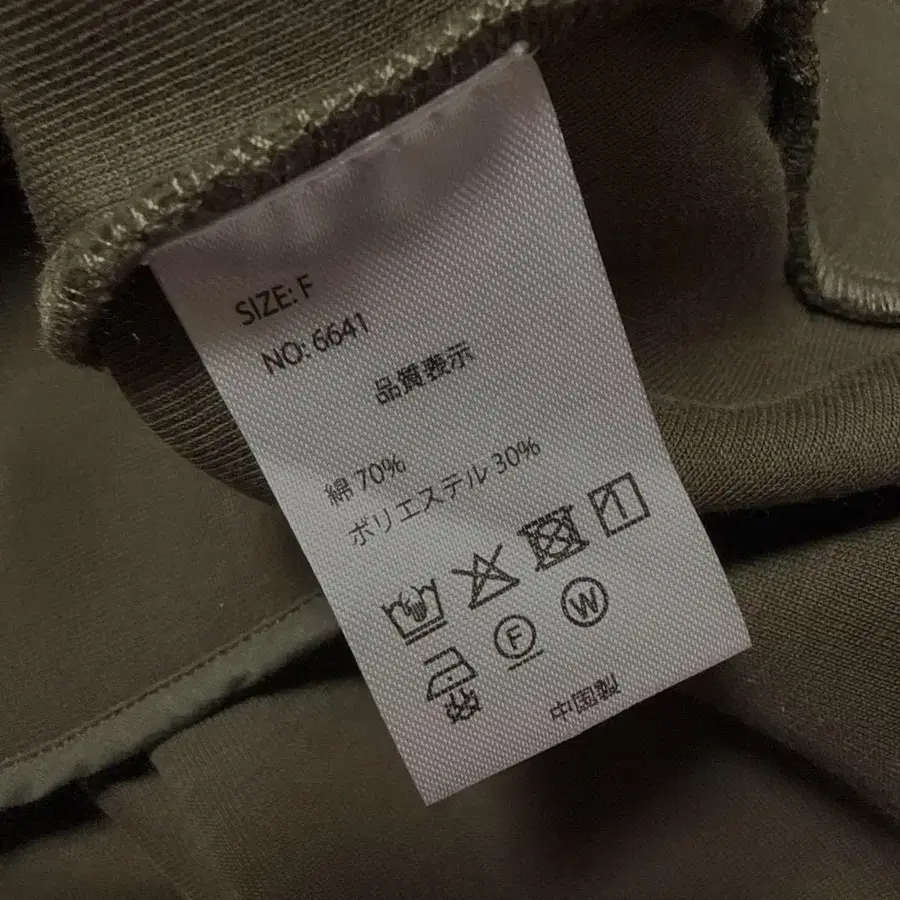 SIZE: F
NO: 6641
品質表示
綿 70%
ポリエステル 30%
F
W
中国製